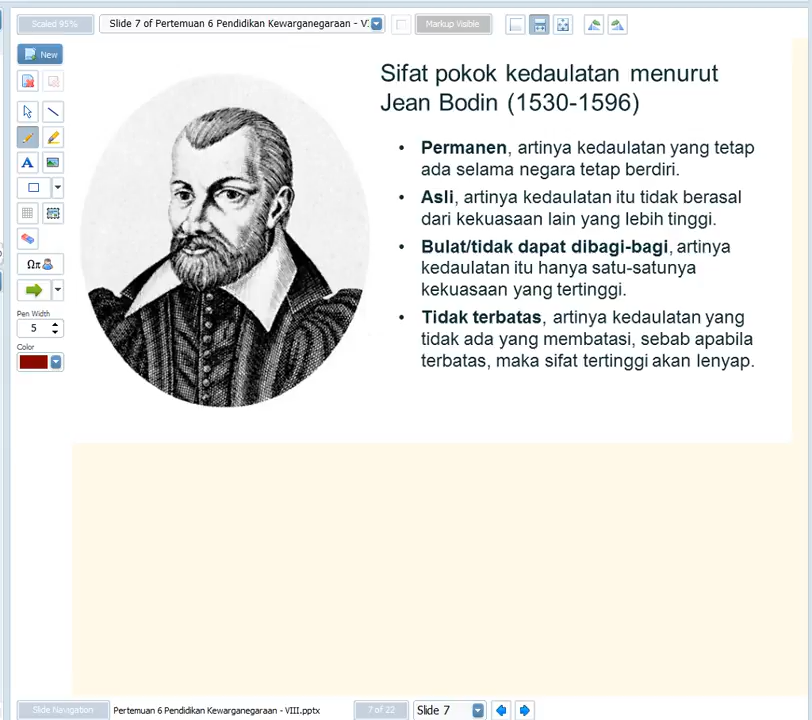 Scaled 95%
Slide 7 of Pertemuan 6 Pendidikan Kewarganegaraan - V
Markup Visible
New
Sifat pokok kedaulatan menurut
Jean Bodin (1530-1596)
• Permanen, artinya kedaulatan yang tetap
ada selama negara tetap berdiri.
• Asli, artinya kedaulatan itu tidak berasal
dari kekuasaan lain yang lebih tinggi.
• Bulat/tidak dapat dibagi-bagi, artinya
kedaulatan itu hanya satu-satunya
kekuasaan yang tertinggi.
• Tidak terbatas, artinya kedaulatan yang
tidak ada yang membatasi, sebab apabila
terbatas, maka sifat tertinggi akan lenyap.
A
Ωπ
Pen Width
5
Color
Slide Navigation
Pertemuan 6 Pendidikan Kewarganegaraan - VIII.pptx
7 of 22
Slide 7